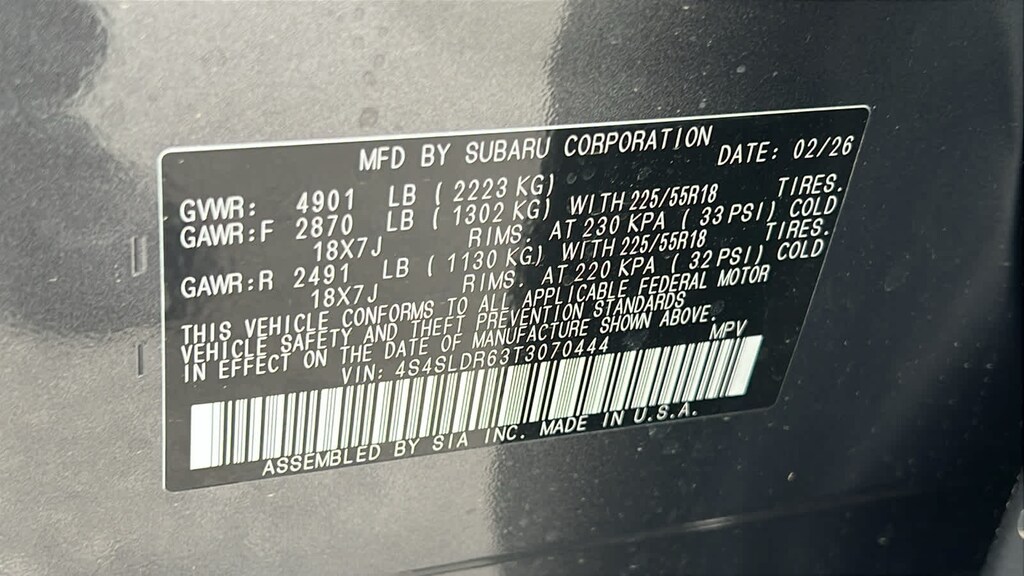 MFD BY SUBARU CORPORATION DATE: 02/26
GVWR: 4901 LB ( 2223 KG)
GAWR:F 2870 LB ( 1302 KG) WITH 225/55R18 TIRES.
18X7J RIMS. AT 230 KPA ( 33 PSI) COLD
GAWR:R 2491 LB ( 1130 KG) WITH 225/55R18 TIRES.
18X7J RIMS. AT 220 KPA ( 32 PSI) COLD
THIS VEHICLE CONFORMS TO ALL APPLICABLE FEDERAL MOTOR
VEHICLE SAFETY AND THEFT PREVENTION STANDARDS
IN EFFECT ON THE DATE OF MANUFACTURE SHOWN ABOVE.
VIN: 4S4SLDR63T3070444 MPV
ASSEMBLED BY SIA INC. MADE IN U.S.A.